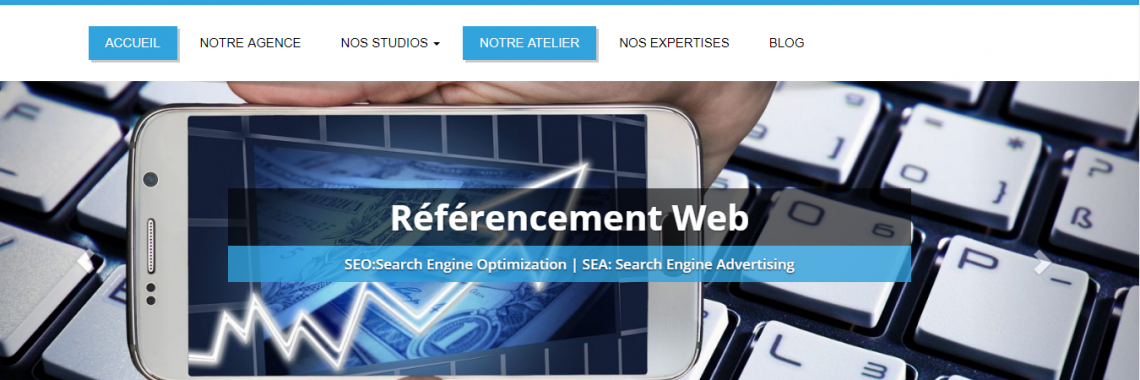 ACCUEIL NOTRE AGENCE NOS STUDIOS NOTRE ATELIER NOS EXPERTISES BLOG
Référencement Web
SEO:Search Engine Optimization | SEA: Search Engine Advertising